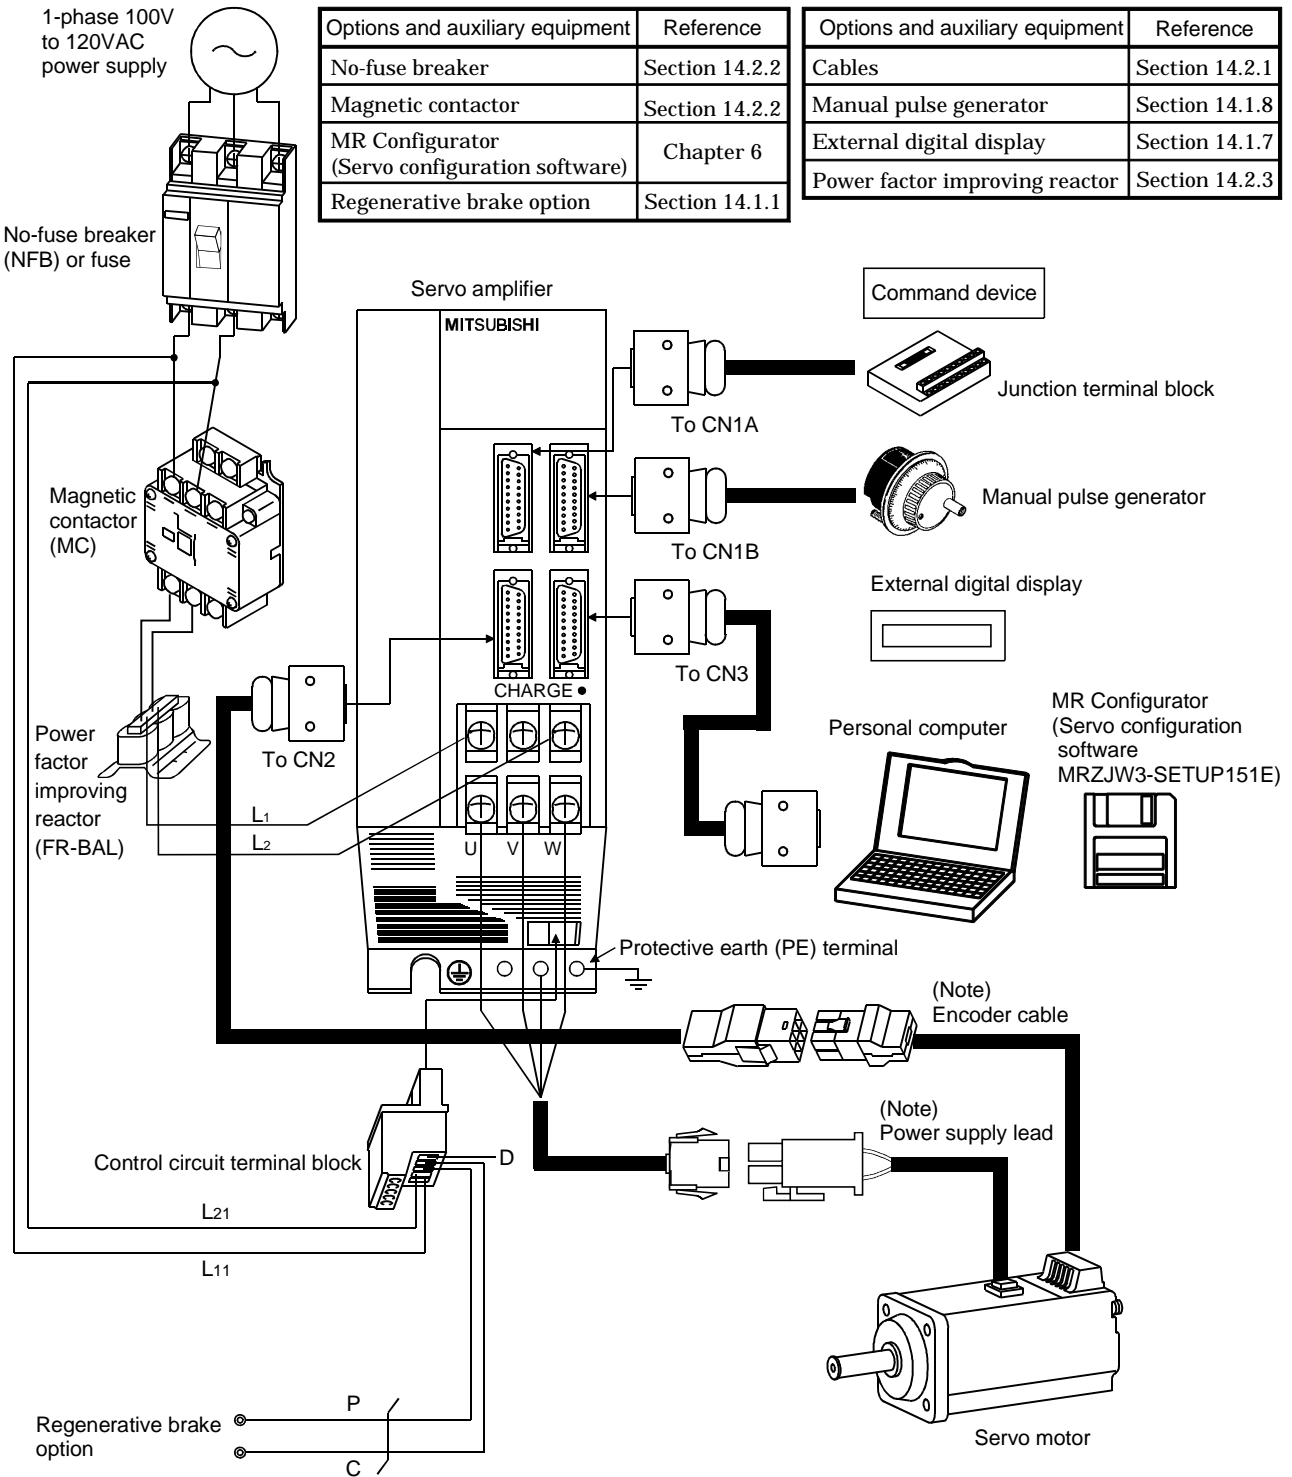 1-phase 100V
to 120VAC
power supply
Options and auxiliary equipment Reference
No-fuse breaker Section 14.2.2
Magnetic contactor Section 14.2.2
MR Configurator
(Servo configuration software) Chapter 6
Regenerative brake option Section 14.1.1
Options and auxiliary equipment Reference
Cables Section 14.2.1
Manual pulse generator Section 14.1.8
External digital display Section 14.1.7
Power factor improving reactor Section 14.2.3
No-fuse breaker
(NFB) or fuse
Servo amplifier
MITSUBISHI
Command device
Junction terminal block
To CN1A
Magnetic
contactor
(MC)
Manual pulse generator
To CN1B
External digital display
To CN3
CHARGE
To CN2
Power
factor
improving
reactor
(FR-BAL)
L1
L2
U V W
Personal computer
MR Configurator
(Servo configuration
software
MRZJW3-SETUP151E)
Protective earth (PE) terminal
(Note)
Encoder cable
(Note)
Power supply lead
Control circuit terminal block
D
L21
L11
P
Regenerative brake
option
C
Servo motor